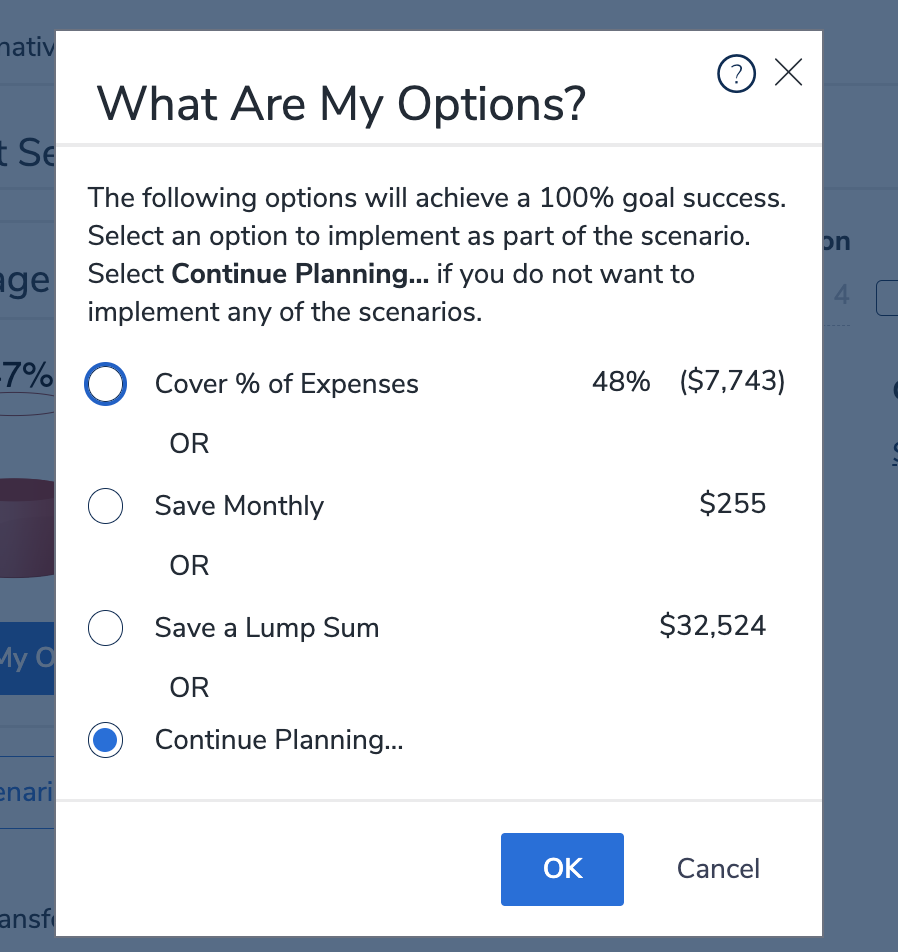 What Are My Options?
?
The following options will achieve a 100% goal success.
Select an option to implement as part of the scenario.
Select Continue Planning... if you do not want to
implement any of the scenarios.
Cover % of Expenses 48% ($7,743)
OR
Save Monthly $255
OR
Save a Lump Sum $32,524
OR
Continue Planning...
OK Cancel
4
My O